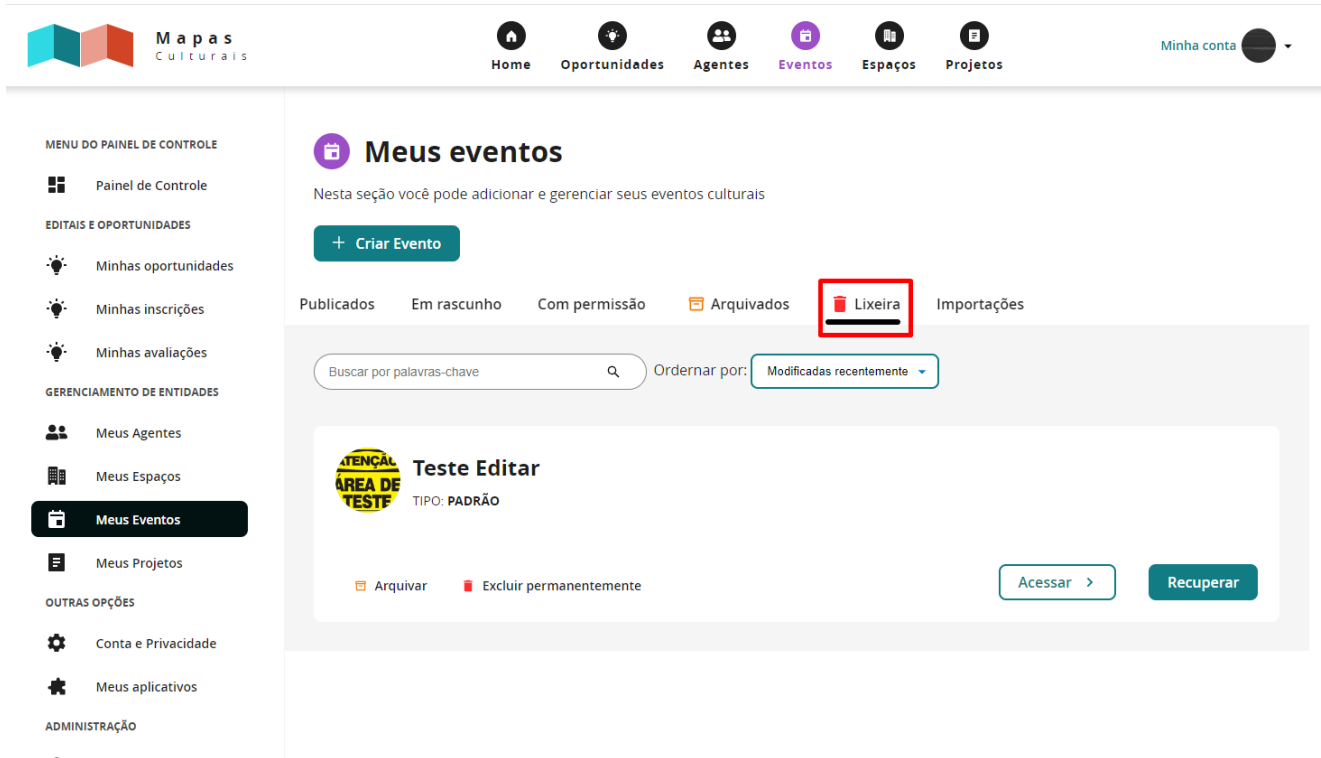 Mapas
Culturais
Home
Oportunidades
Agentes
Eventos
Espaços
Projetos
Minha conta
MENU DO PAINEL DE CONTROLE
Painel de Controle
EDITAIS E OPORTUNIDADES
Minhas oportunidades
Minhas inscrições
Minhas avaliações
GERENCIAMENTO DE ENTIDADES
Meus Agentes
Meus Espaços
Meus Eventos
Meus Projetos
OUTRAS OPÇÕES
Conta e Privacidade
Meus aplicativos
ADMINISTRAÇÃO
Meus eventos
Nesta seção você pode adicionar e gerenciar seus eventos culturais
+ Criar Evento
Publicados
Em rascunho
Com permissão
Arquivados
Lixeira
Importações
Buscar por palavras-chave
Ordernar por:
Modificadas recentemente
ATENÇÃO
ÁREA DE
TESTE
Teste Editar
TIPO: PADRÃO
Arquivar
Excluir permanentemente
Acessar
Recuperar